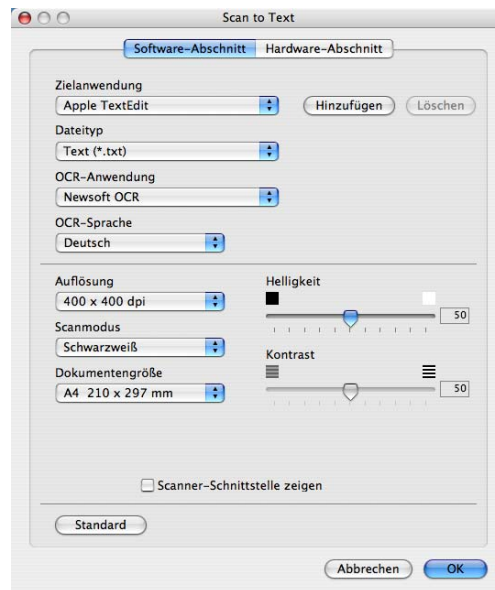 Scan to Text
Software-Abschnitt Hardware-Abschnitt
Zielanwendung
Apple TextEdit Hinzufügen Löschen
Dateityp
Text (*.txt)
OCR-Anwendung
Newsoft OCR
OCR-Sprache
Deutsch
Auflösung Helligkeit
400 x 400 dpi 50
Scanmodus
Schwarzweiß Kontrast
Dokumentengröße
A4 210 x 297 mm 50
Scanner-Schnittstelle zeigen
Standard
Abbrechen OK